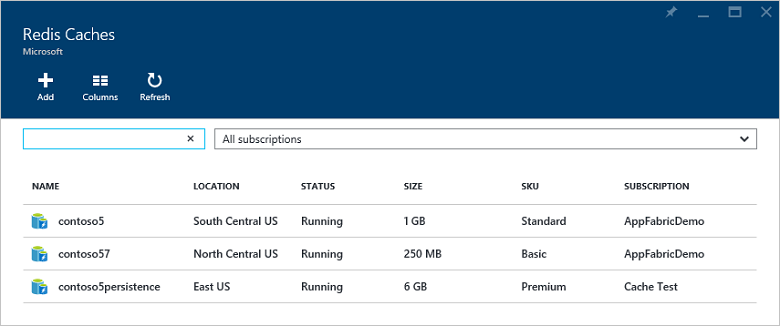 Redis Caches
Microsoft
Add Columns Refresh
All subscriptions
NAME LOCATION STATUS SIZE SKU SUBSCRIPTION
contoso5 South Central US Running 1 GB Standard AppFabricDemo
contoso57 North Central US Running 250 MB Basic AppFabricDemo
contoso5persistence East US Running 6 GB Premium Cache Test